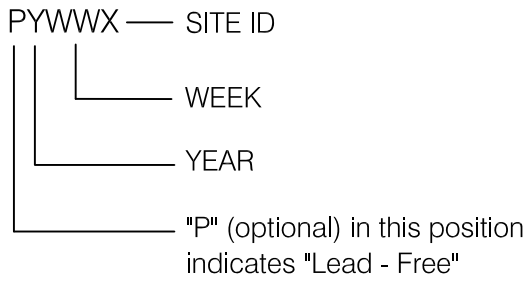 PYWWX SITE ID
WEEK
YEAR
"P" (optional) in this position
indicates "Lead - Free"